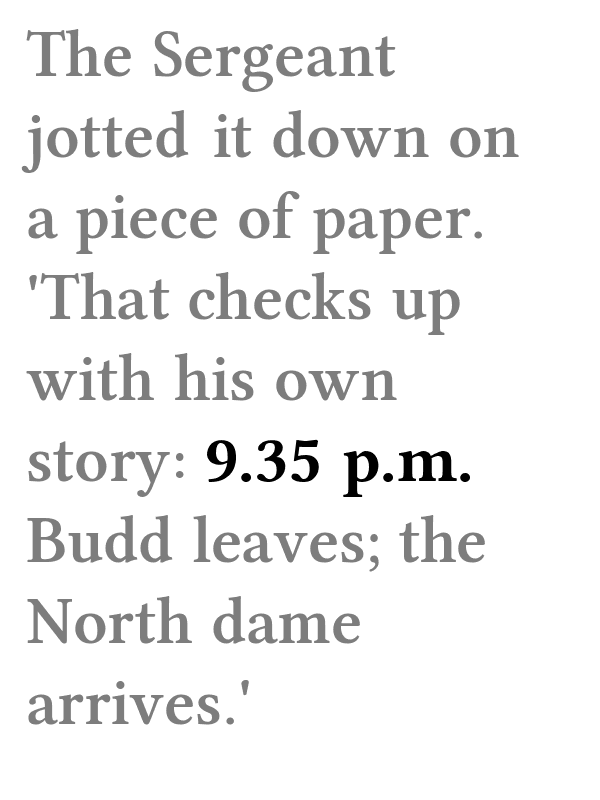 The Sergeant
jotted it down on
a piece of paper.
'That checks up
with his own
story: 9.35 p.m.
Budd leaves; the
North dame
arrives.'